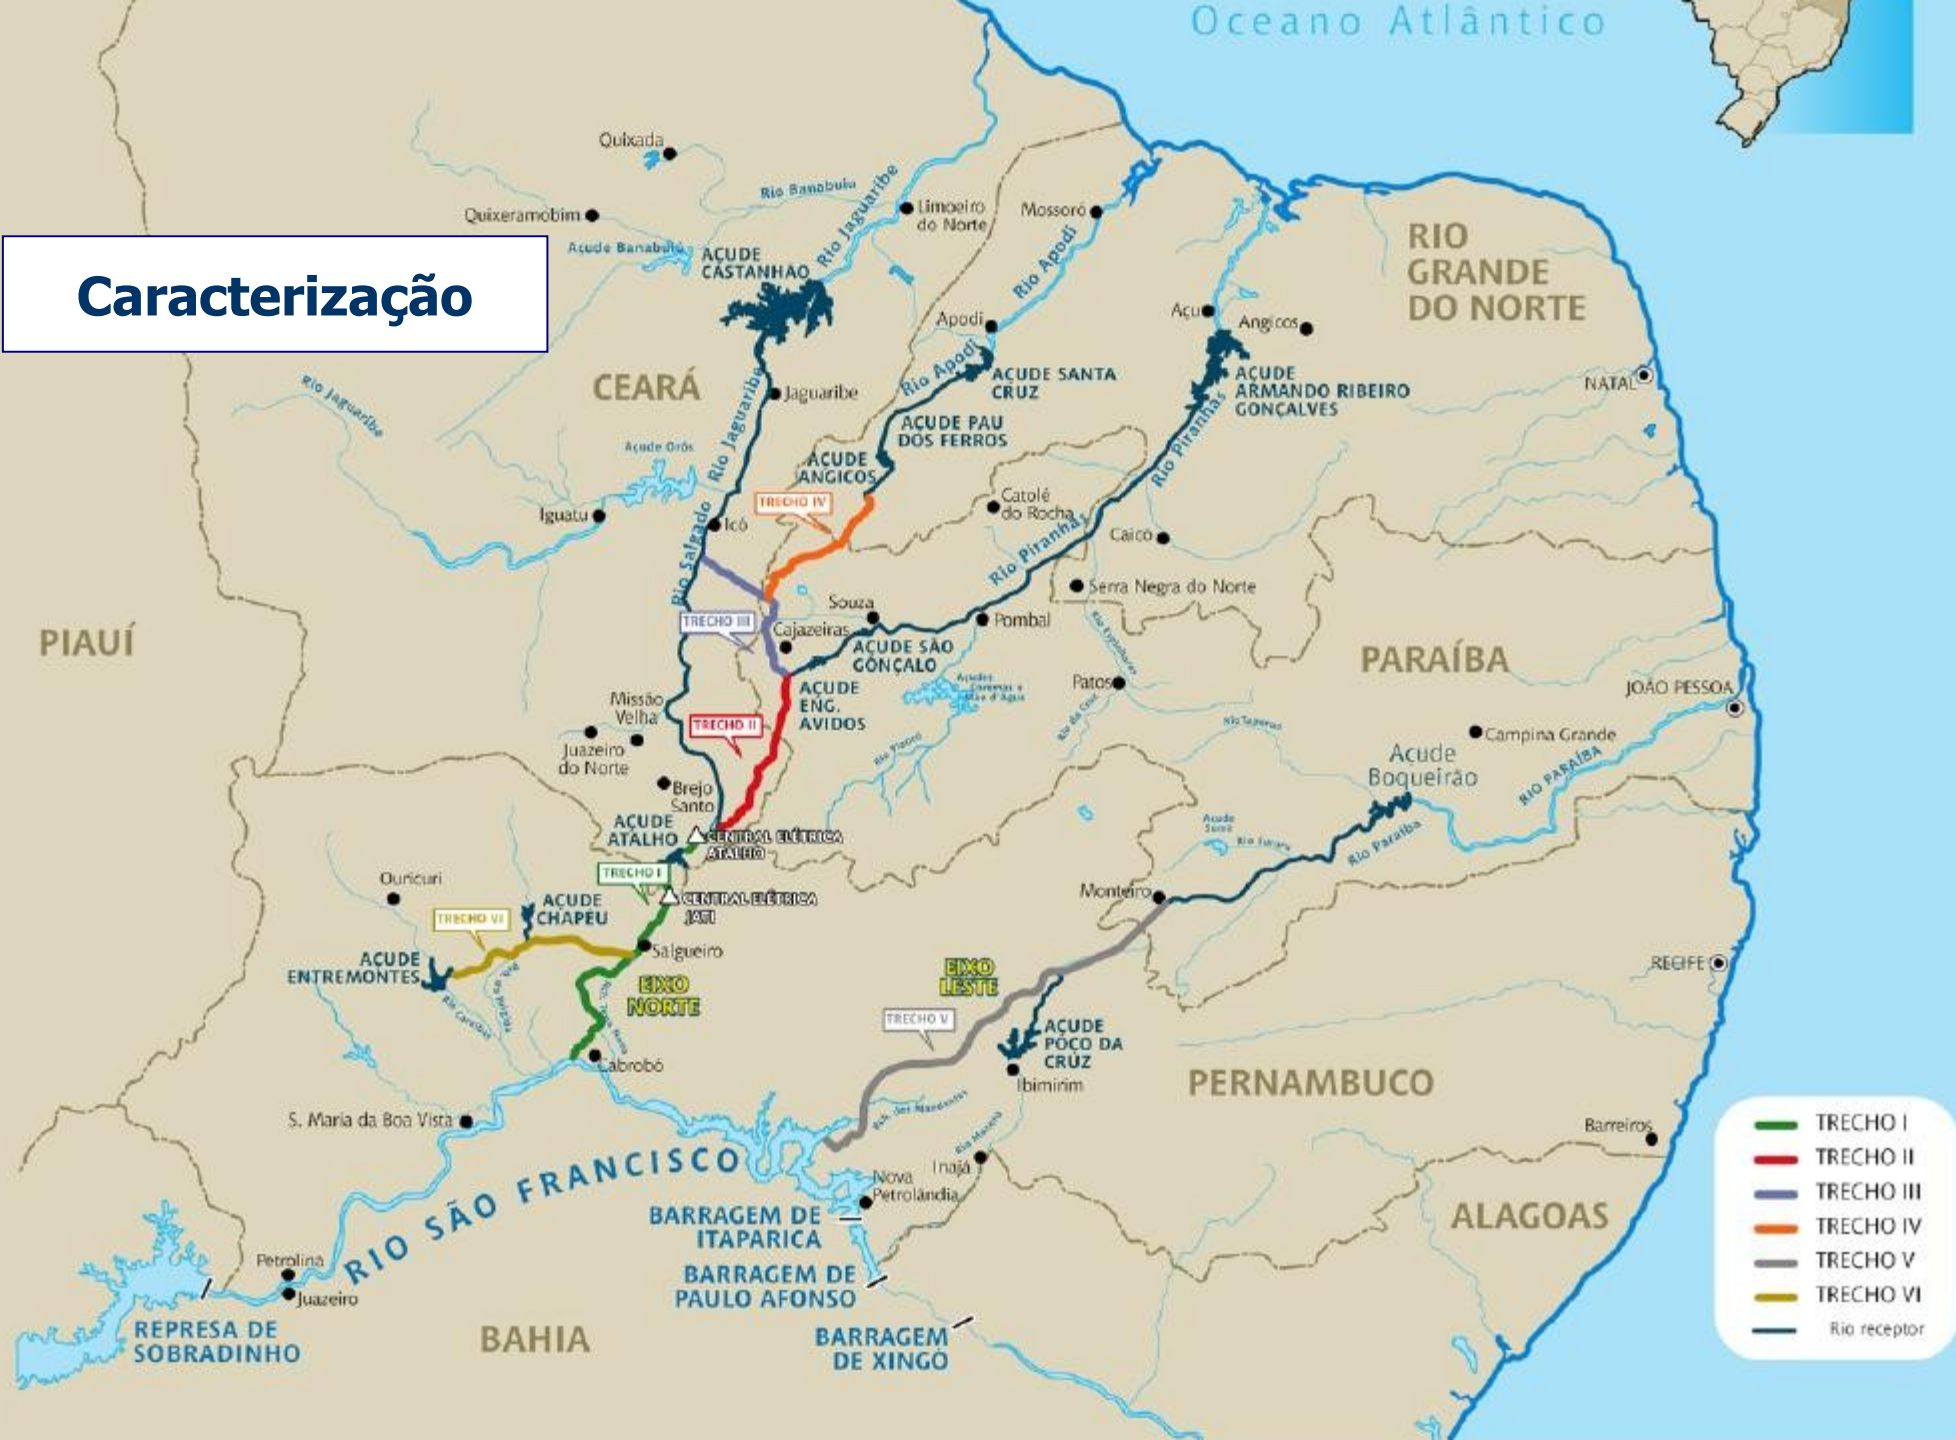 Oceano Atlântico
Quixada
Rio Banabuiu
Rio Jaguaribe
Quixeramobim
Limoeiro
do Norte
Mossoró
Açude Banabuiú
AÇUDE
CASTANHÃO
Rio Apodi
RIO
GRANDE
DO NORTE
Caracterização
Apodi
Açu
Angicos
Rio Apodi
AÇUDE SANTA
CRUZ
AÇUDE
ARMANDO RIBEIRO
GONÇALVES
NATAL
CEARÁ
Rio Jaguaribe
Jaguaribe
Rio Jaguaribe
AÇUDE PAU
DOS FERROS
Rio Piranhas
Açude Orós
AÇUDE
ANGICOS
TRECHO IV
Catolé
do Rocha
Iguatu
Icó
Rio Salgado
Rio Piranhas
Caicó
Serra Negra do Norte
Souza
TRECHO III
Cajazeiras
Pombal
PIAUÍ
AÇUDE SÃO
GONÇALO
PARAÍBA
Patos
JOÃO PESSOA
AÇUDE
ENG.
AVIDOS
Missão
Velha
TRECHO II
Juazeiro
do Norte
Campina Grande
Açude
Boqueirão
RIO PARAÍBA
Brejo
Santo
AÇUDE
ATALHO
CENTRAL ELÉTRICA
ATALHO
Açude
Sumé
Rio Paraíba
TRECHO I
CENTRAL ELÉTRICA
JATI
Ouricuri
Monteiro
AÇUDE
CHAPÉU
TRECHO VI
Salgueiro
AÇUDE
ENTREMONTES
EIXO
NORTE
EIXO
LESTE
RECIFE
TRECHO V
AÇUDE
POÇO DA
CRUZ
Cabrobó
Ibimirim
PERNAMBUCO
S. Maria da Boa Vista
Barreiros
RIO SÃO FRANCISCO
Inajá
Nova
Petrolândia
BARRAGEM DE
ITAPARICA
ALAGOAS
Petrolina
Juazeiro
BARRAGEM DE
PAULO AFONSO
REPRESA DE
SOBRADINHO
BAHIA
BARRAGEM
DE XINGÓ
TRECHO I
TRECHO II
TRECHO III
TRECHO IV
TRECHO V
TRECHO VI
Rio receptor